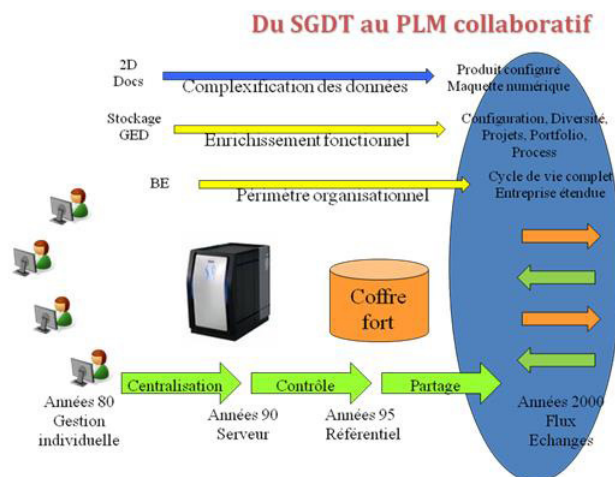 Du SGDT au PLM collaboratif
2D
Docs
Complexification des données
Produit configuré
Maquette numérique
Stockage
GED
Enrichissement fonctionnel
Configuration, Diversité,
Projets, Portfolio,
Process
BE
Périmètre organisationnel
Cycle de vie complet
Entreprise étendue
Coffre
fort
Centralisation
Contrôle
Partage
Années 80
Gestion
individuelle
Années 90
Serveur
Années 95
Référentiel
Années 2000
Flux
Echanges